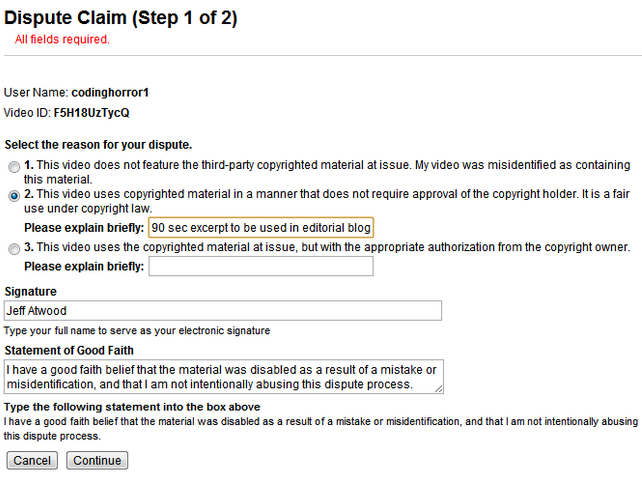 Dispute Claim (Step 1 of 2)
All fields required.
User Name: codinghorror1
Video ID: F5H18UzTycQ
Select the reason for your dispute.
1. This video does not feature the third-party copyrighted material at issue. My video was misidentified as containing
this material.
2. This video uses copyrighted material in a manner that does not require approval of the copyright holder. It is a fair
use under copyright law.
Please explain briefly: 90 sec excerpt to be used in editorial blog
3. This video uses the copyrighted material at issue, but with the appropriate authorization from the copyright owner.
Please explain briefly:
Signature
Jeff Atwood
Type your full name to serve as your electronic signature
Statement of Good Faith
I have a good faith belief that the material was disabled as a result of a mistake or
misidentification, and that I am not intentionally abusing this dispute process.
Type the following statement into the box above
I have a good faith belief that the material was disabled as a result of a mistake or misidentification, and that I am not intentionally abusing
this dispute process.
Cancel Continue